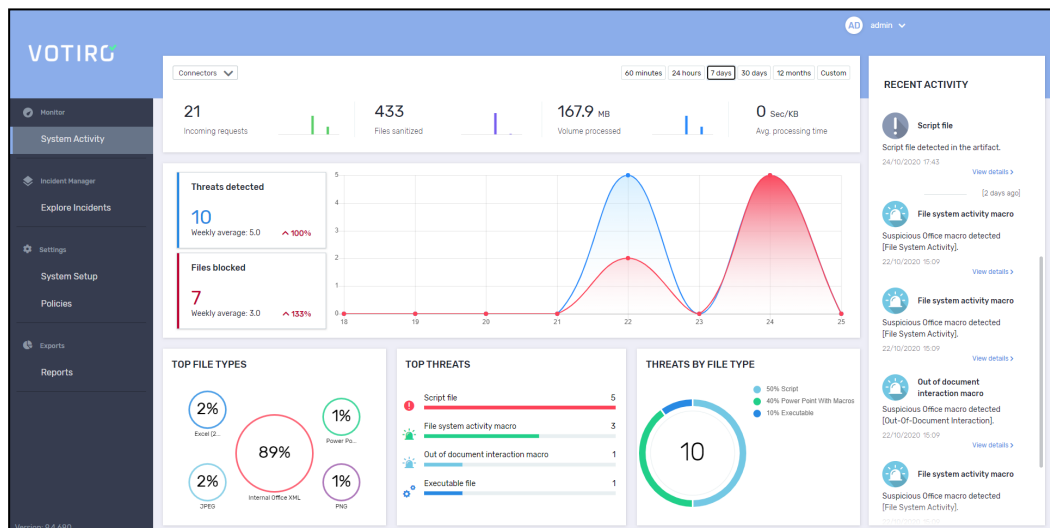 VOTIRO
AD admin
Monitor
System Activity
Incident Manager
Explore Incidents
Settings
System Setup
Policies
Exports
Reports
Version: 9.4.690
Connectors
60 minutes 24 hours 7 days 30 days 12 months Custom
21
Incoming requests
433
Files sanitized
167.9 MB
Volume processed
0 Sec/KB
Avg. processing time
Threats detected
10
Weekly average: 5.0 100%
Files blocked
7
Weekly average: 3.0 133%
5
4
3
2
1
0
18 19 20 21 22 23 24 25
TOP FILE TYPES
2%
Excel (2...
89%
Internal Office XML
1%
Power Po...
2%
JPEG
1%
PNG
TOP THREATS
Script file 5
File system activity macro 3
Out of document interaction macro 1
Executable file 1
THREATS BY FILE TYPE
50% Script
40% Power Point With Macros
10% Executable
10
RECENT ACTIVITY
Script file
Script file detected in the artifact.
24/10/2020 17:43
View details >
[2 days ago]
File system activity macro
Suspicious Office macro detected
[File System Activity].
22/10/2020 15:09
View details >
File system activity macro
Suspicious Office macro detected
[File System Activity].
22/10/2020 15:09
View details >
Out of document
interaction macro
Suspicious Office macro detected
[Out-Of-Document Interaction].
22/10/2020 15:09
View details >
File system activity macro
Suspicious Office macro detected
[File System Activity].